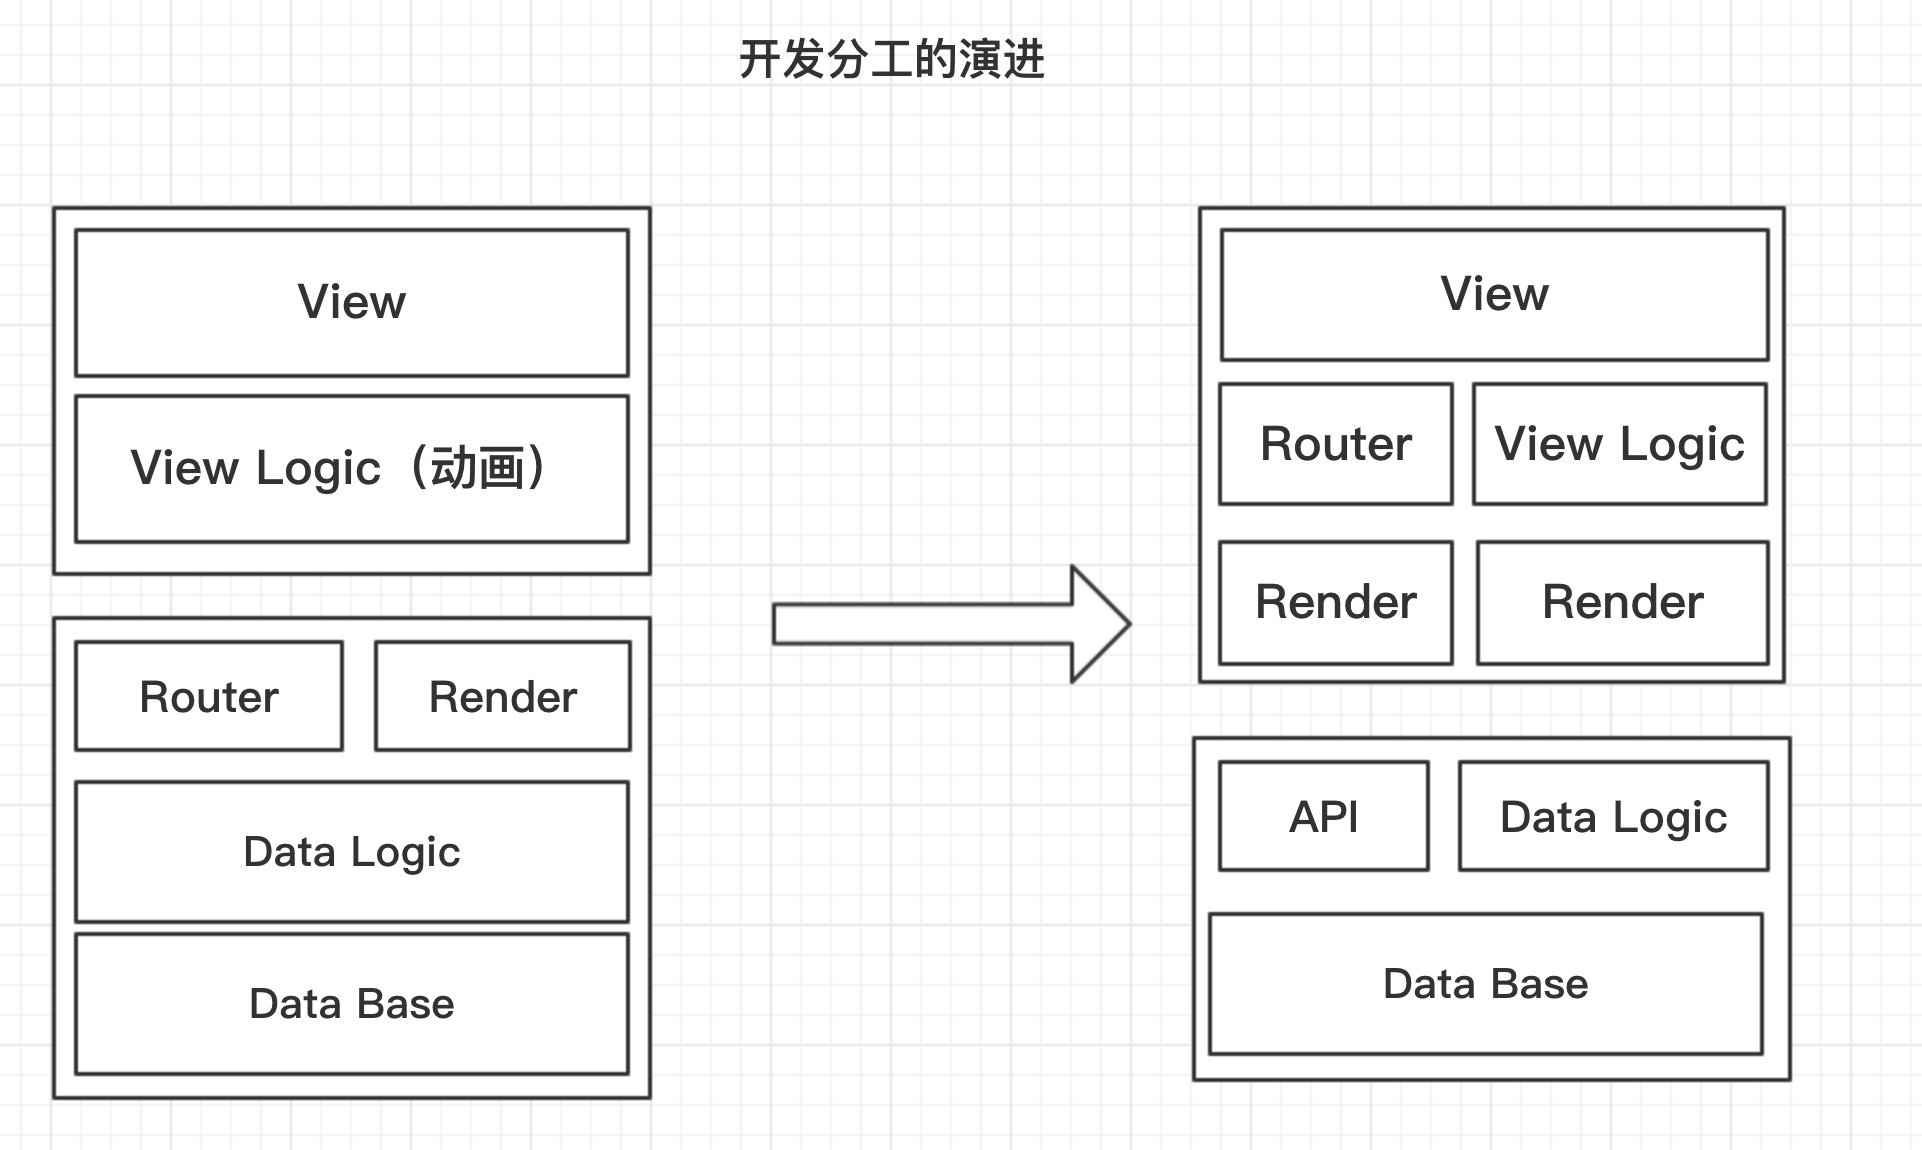 开发分工的演进
View
View Logic（动画）
Router
Render
Data Logic
Data Base
View
Router
View Logic
Render
Render
API
Data Logic
Data Base